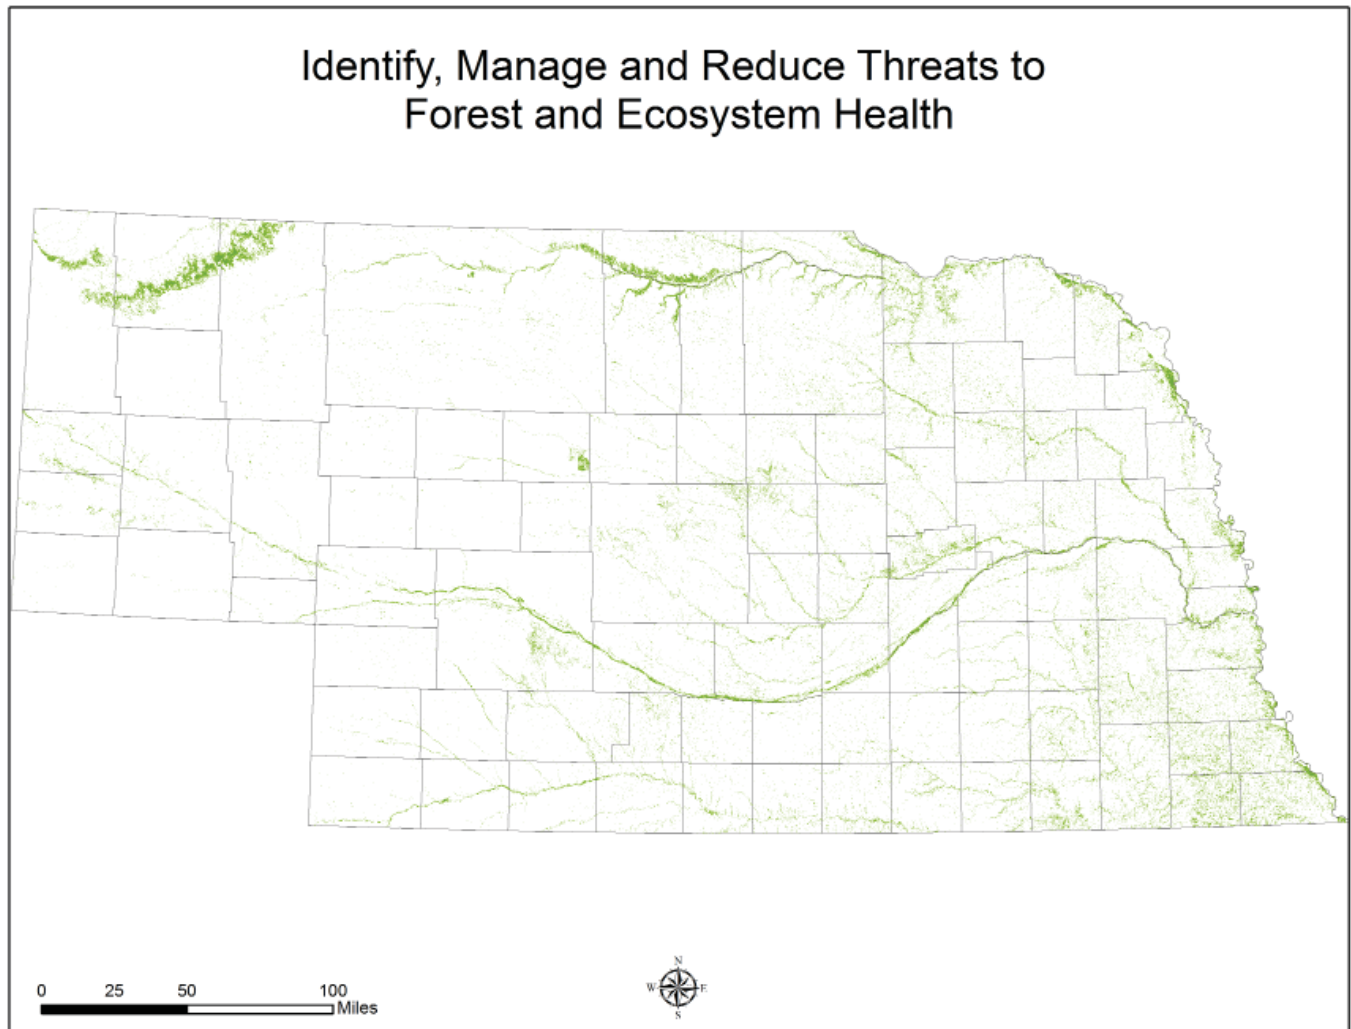 Identify, Manage and Reduce Threats to
Forest and Ecosystem Health
N
W E
S
0 25 50 100
Miles